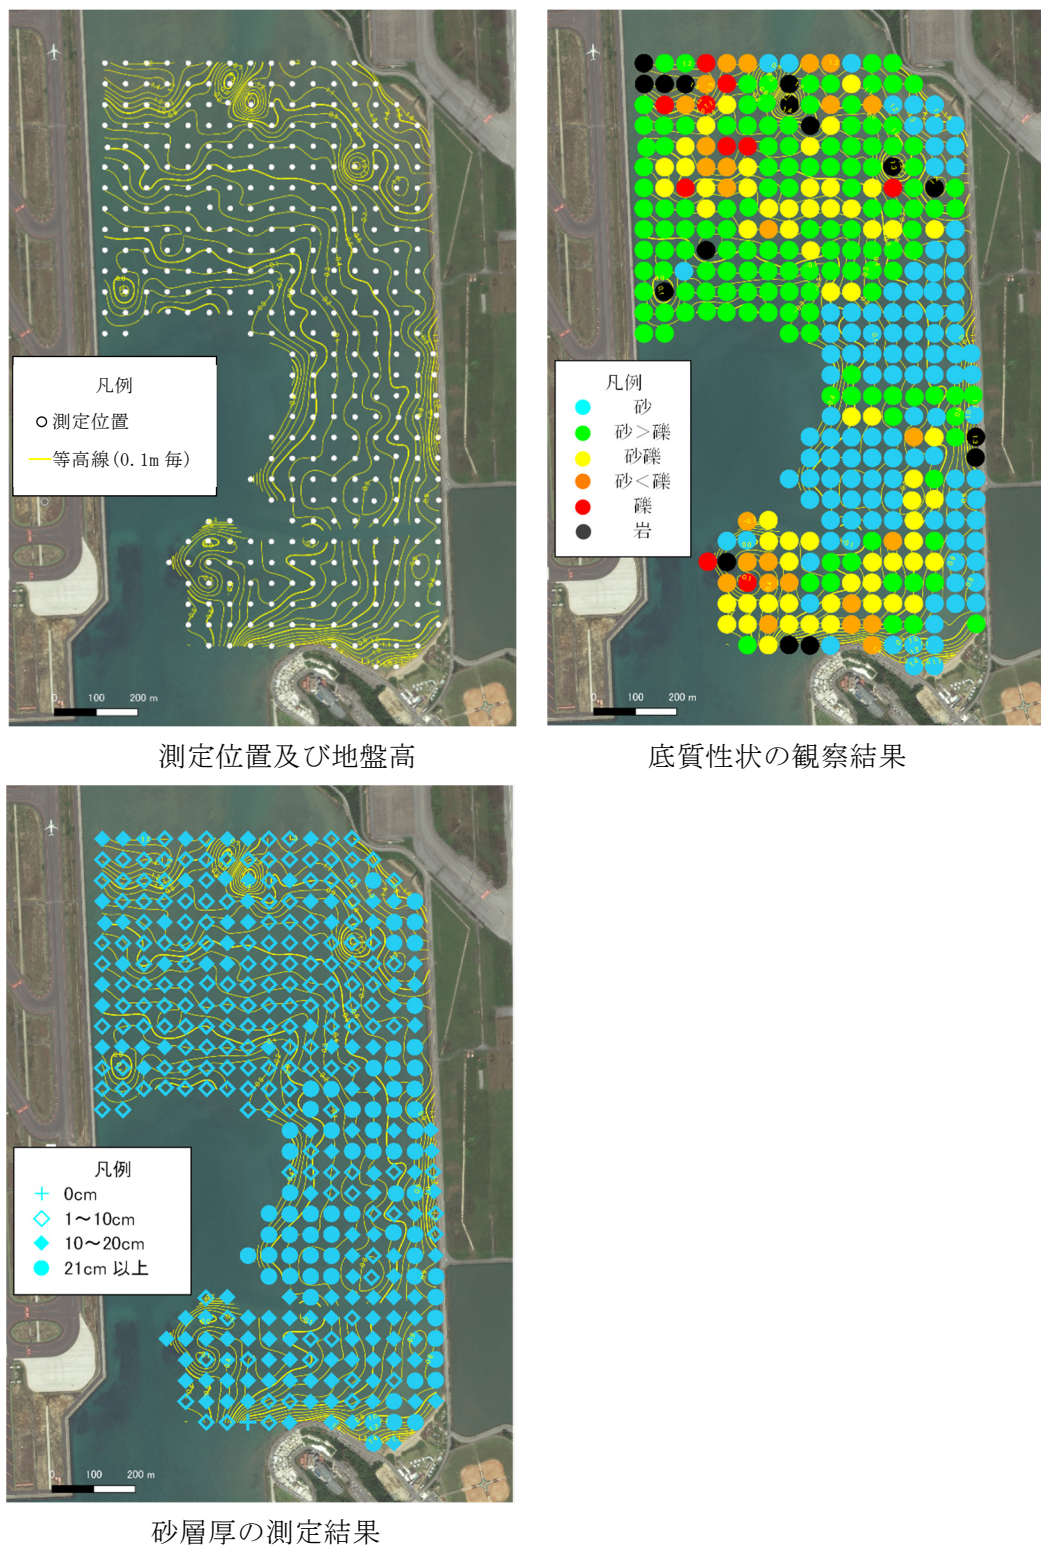 凡例
測定位置
等高線(0.1m 毎)
0 100 200 m
測定位置及び地盤高
凡例
砂
砂＞礫
砂礫
砂＜礫
礫
岩
0 100 200 m
底質性状の観察結果
凡例
0cm
1～10cm
10～20cm
21cm 以上
0 100 200 m
砂層厚の測定結果